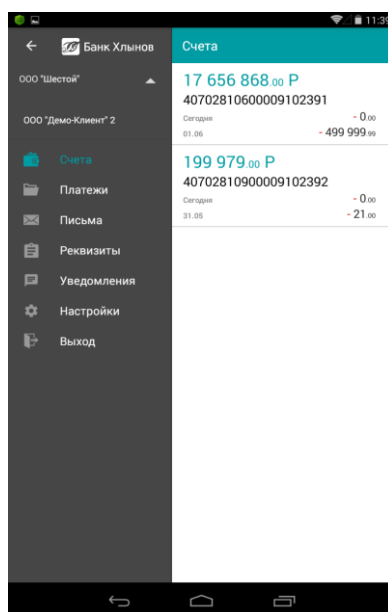 11:39
Банк Хлынов
ООО "Шестой"
ООО "Демо-Клиент" 2
Счета
Платежи
Письма
Реквизиты
Уведомления
Настройки
Выход
Счета
17 656 868.00 Р
40702810600009102391
Сегодня - 0.00
01.06 - 499 999.99
199 979.00 Р
40702810900009102392
Сегодня - 0.00
31.05 - 21.00